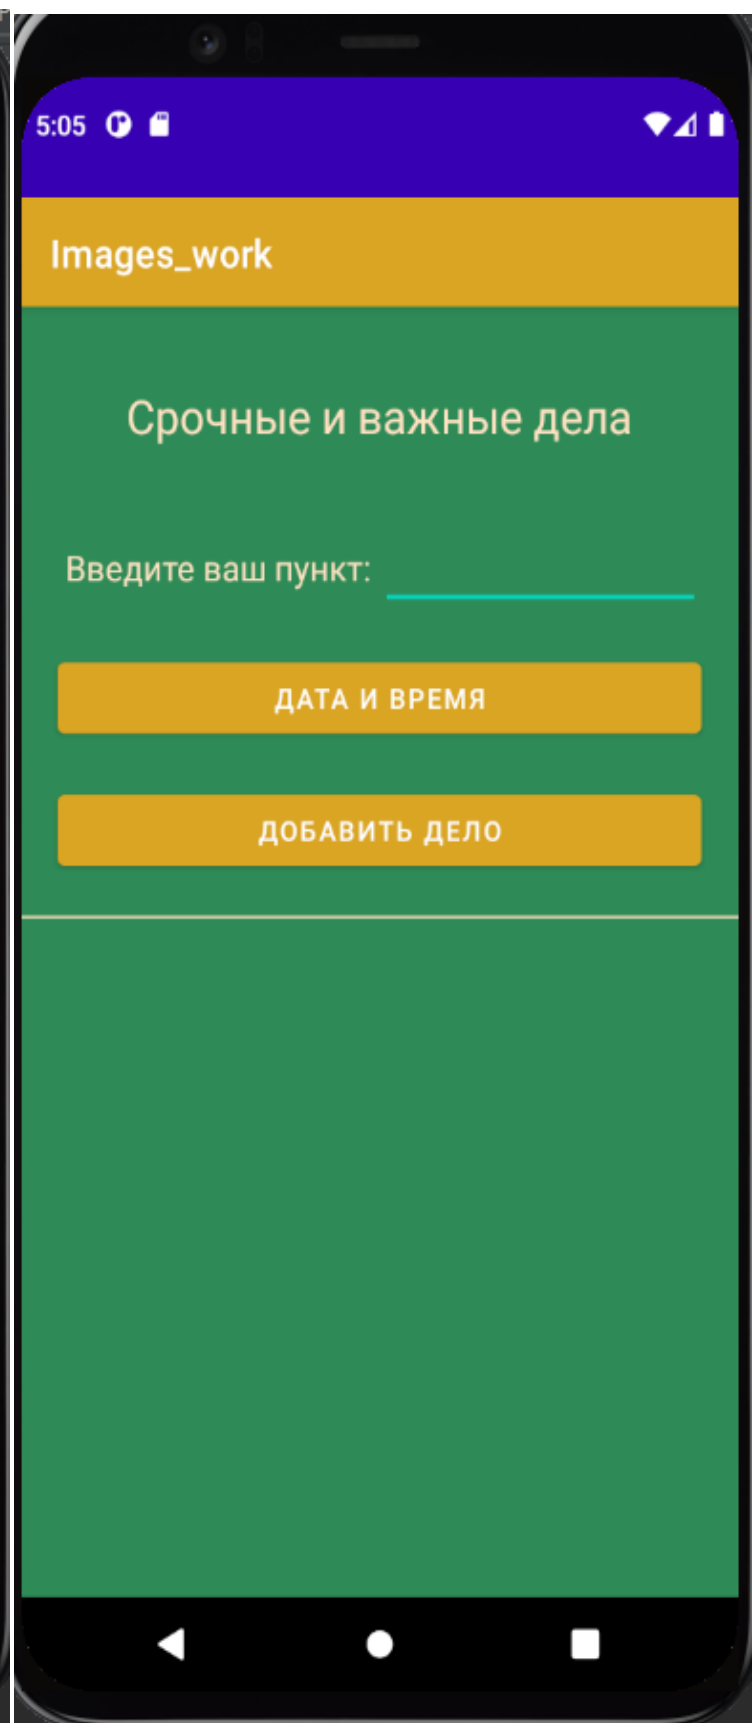 5:05
Images_work
Срочные и важные дела
Введите ваш пункт:
ДАТА И ВРЕМЯ
ДОБАВИТЬ ДЕЛО